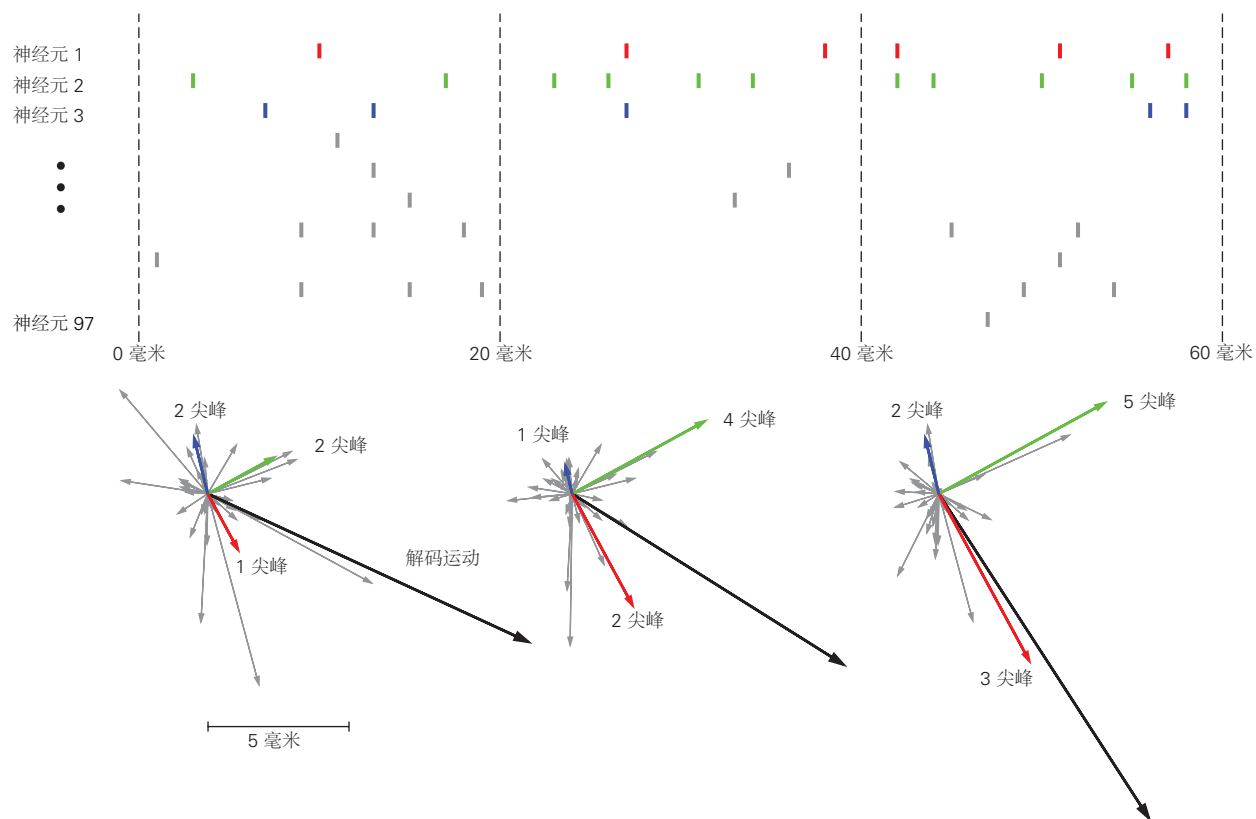 神经元 1
神经元 2
神经元 3
神经元 97
0 毫米
20 毫米
40 毫米
60 毫米
2 尖峰
2 尖峰
1 尖峰
解码运动
5 毫米
1 尖峰
4 尖峰
2 尖峰
2 尖峰
5 尖峰
3 尖峰